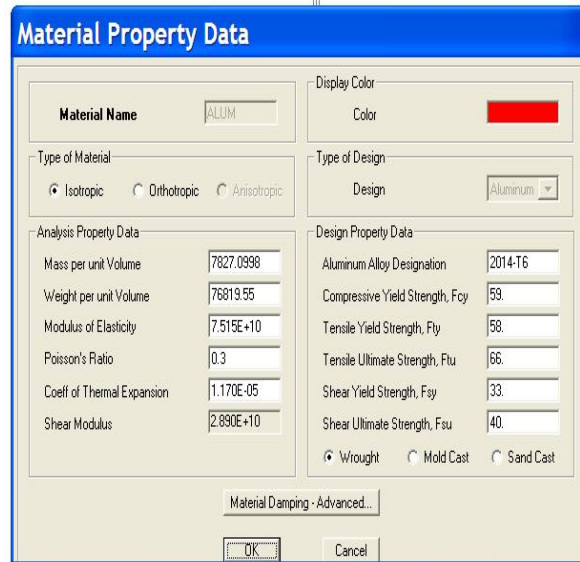 Material Property Data
Display Color
Material Name ALUM
Color
Type of Material
Isotropic Orthotropic Anisotropic
Type of Design
Design Aluminum
Analysis Property Data
Mass per unit Volume 7827.0998
Weight per unit Volume 76819.55
Modulus of Elasticity 7.515E+10
Poisson's Ratio 0.3
Coeff of Thermal Expansion 1.170E-05
Shear Modulus 2.890E+10
Design Property Data
Aluminum Alloy Designation 2014-T6
Compressive Yield Strength, Fcy 59.
Tensile Yield Strength, Fty 58.
Tensile Ultimate Strength, Ftu 66.
Shear Yield Strength, Fsy 33.
Shear Ultimate Strength, Fsu 40.
Wrought Mold Cast Sand Cast
Material Damping - Advanced...
OK Cancel